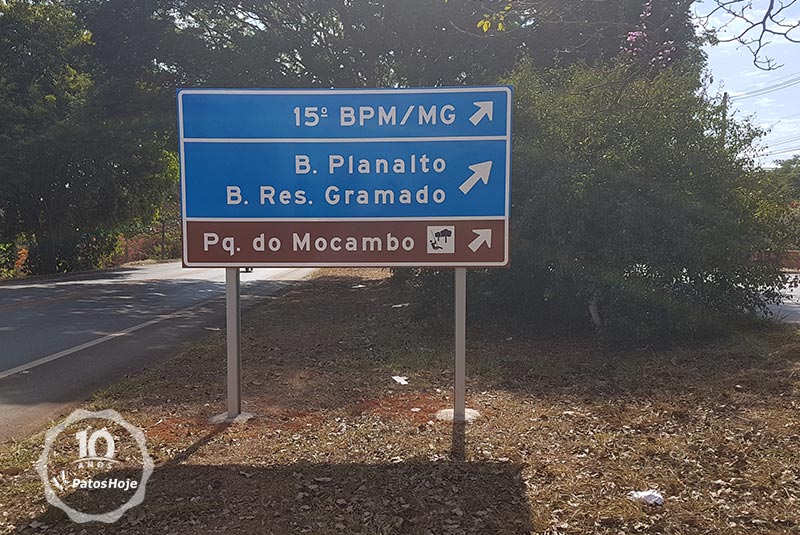 15º BPM/MG
B. Planalto
B. Res. Gramado
Pq. do Mocambo
10
ANOS
PatosHoje